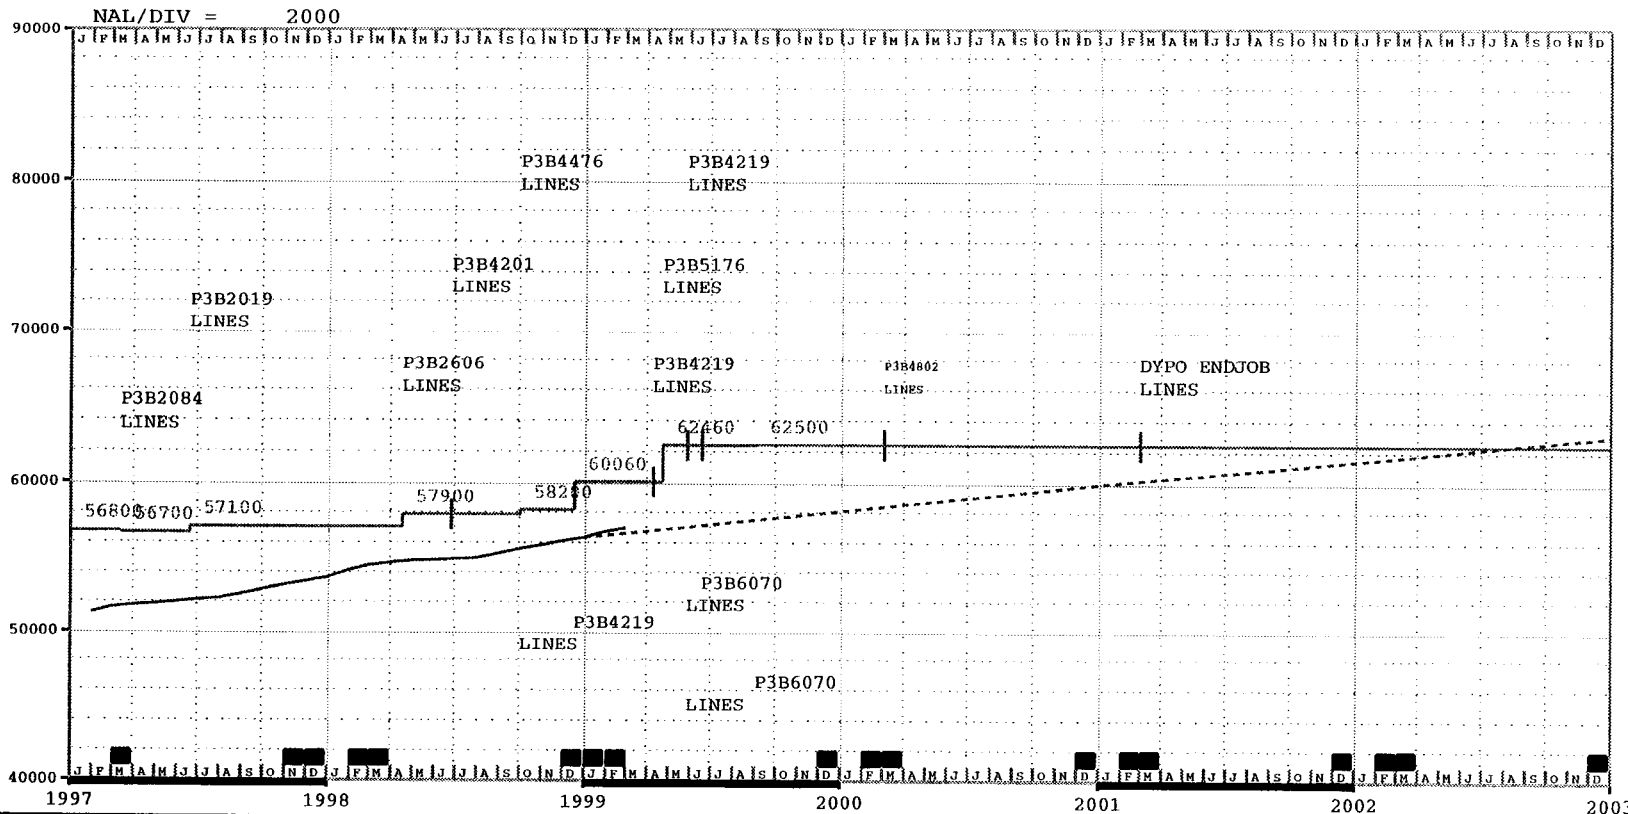 NAL/DIV = 2000
90000
J F M A M J J A S O N D J F M A M J J A S O N D J F M A M J J A S O N D J F M A M J J A S O N D J F M A M J J A S O N D J F M A M J J A S O N D
P3B4476
LINES
P3B4219
LINES
80000
P3B4201
LINES
P3B5176
LINES
P3B2019
LINES
70000
P3B2606
LINES
P3B4219
LINES
P3B4802
LINES
DYPO ENDJOB
LINES
P3B2084
LINES
62460 62500
60060
60000
56800 56700 57100 57900 58280
P3B6070
LINES
50000
P3B4219
LINES
P3B6070
LINES
40000
J F M A M J J A S O N D J F M A M J J A S O N D J F M A M J J A S O N D J F M A M J J A S O N D J F M A M J J A S O N D J F M A M J J A S O N D
1997 1998 1999 2000 2001 2002 2003